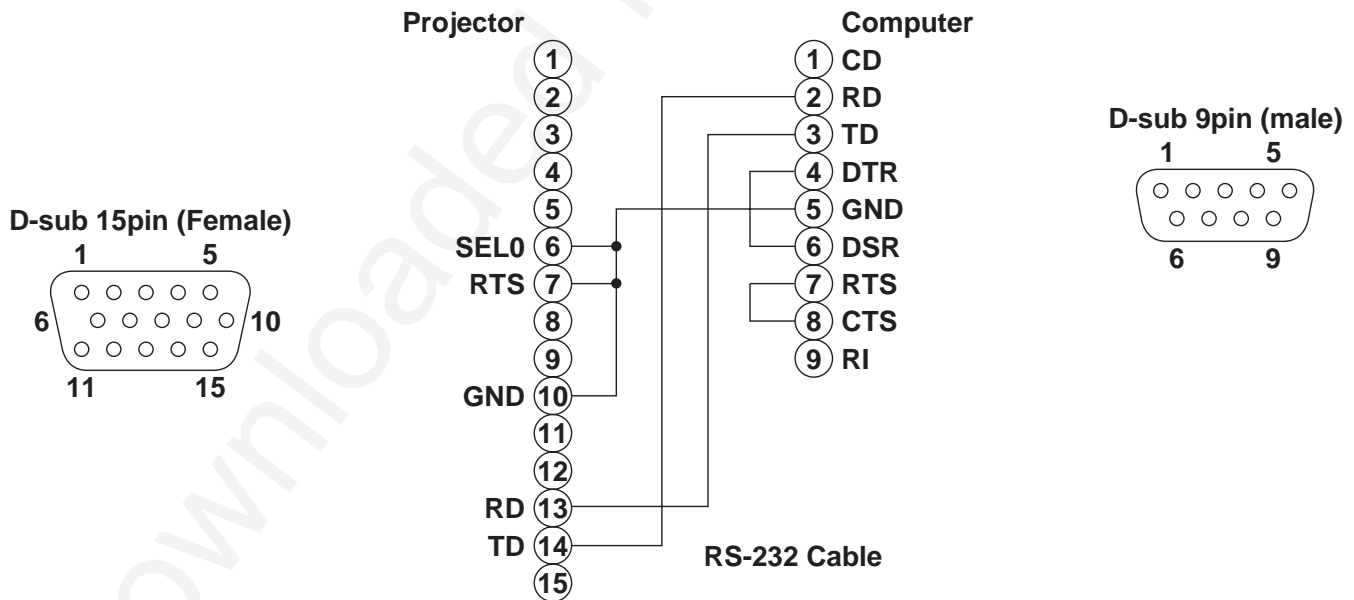 Projector
Computer
1
1 CD
2
2 RD
3
3 TD
4
4 DTR
5
5 GND
SEL0 6
6 DSR
RTS 7
7 RTS
8
8 CTS
9
9 RI
GND 10
11
12
RD 13
TD 14
15
RS-232 Cable
D-sub 15pin (Female)
1 5
6 10
11 15
D-sub 9pin (male)
1 5
6 9
ownloaded